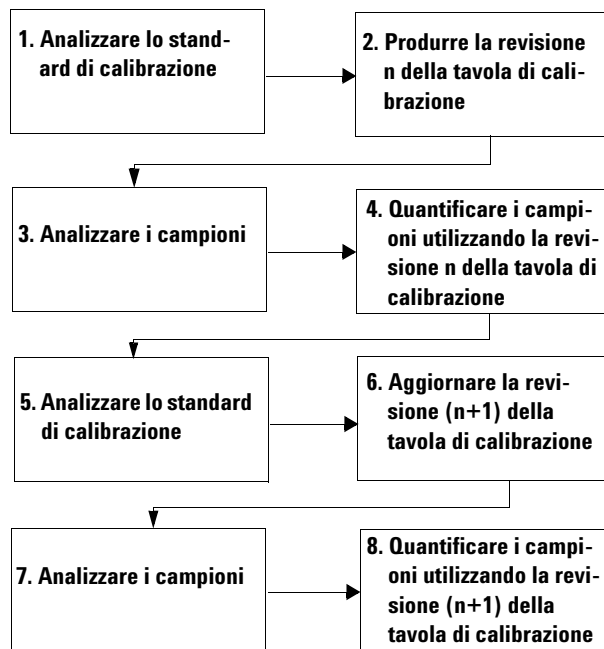 1. Analizzare lo stand-
ard di calibrazione
2. Produrre la revisione
n della tavola di cali-
brazione
3. Analizzare i campioni
4. Quantificare i campi-
oni utilizzando la revi-
sione n della tavola di
calibrazione
5. Analizzare lo standard
di calibrazione
6. Aggiornare la revi-
sione (n+1) della
tavola di calibrazione
7. Analizzare i campioni
8. Quantificare i campi-
oni utilizzando la revi-
sione (n+1) della
tavola di calibrazione